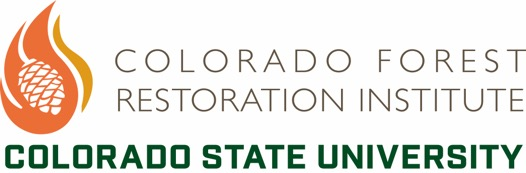 COLORADO FOREST
RESTORATION INSTITUTE
COLORADO STATE UNIVERSITY